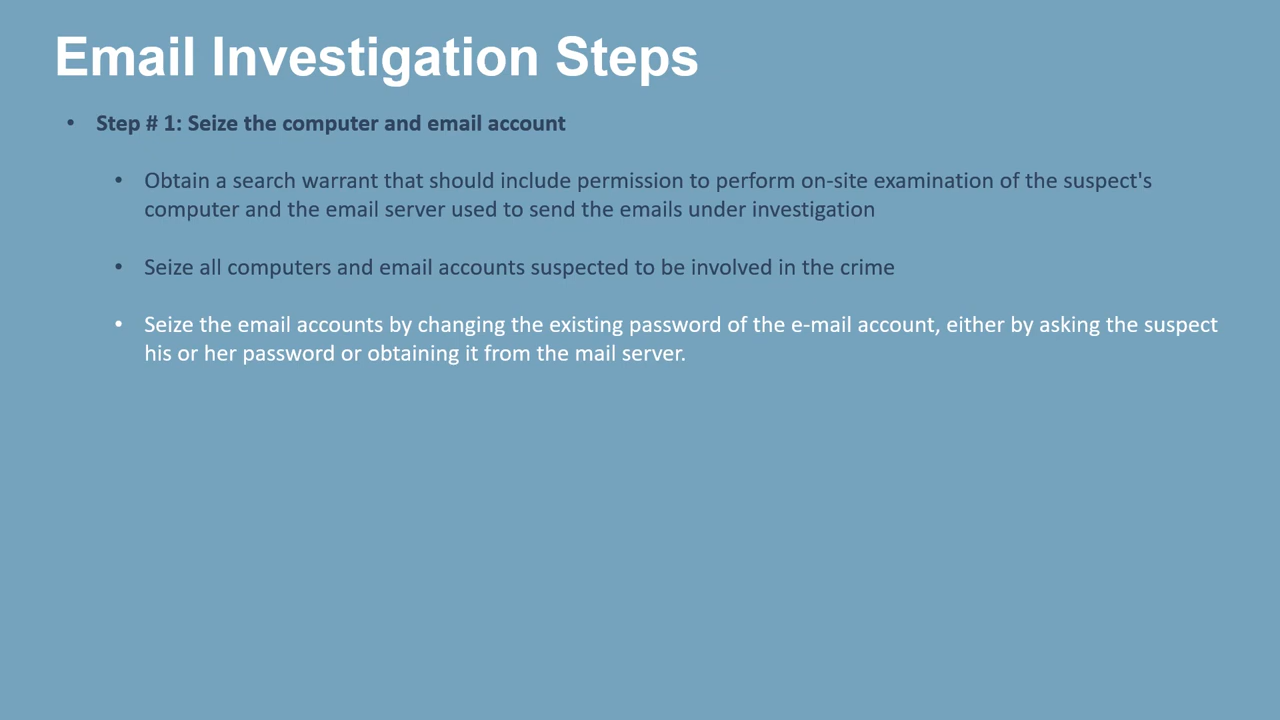 Email Investigation Steps
• Step # 1: Seize the computer and email account
• Obtain a search warrant that should include permission to perform on-site examination of the suspect's
computer and the email server used to send the emails under investigation
• Seize all computers and email accounts suspected to be involved in the crime
• Seize the email accounts by changing the existing password of the e-mail account, either by asking the suspect
his or her password or obtaining it from the mail server.